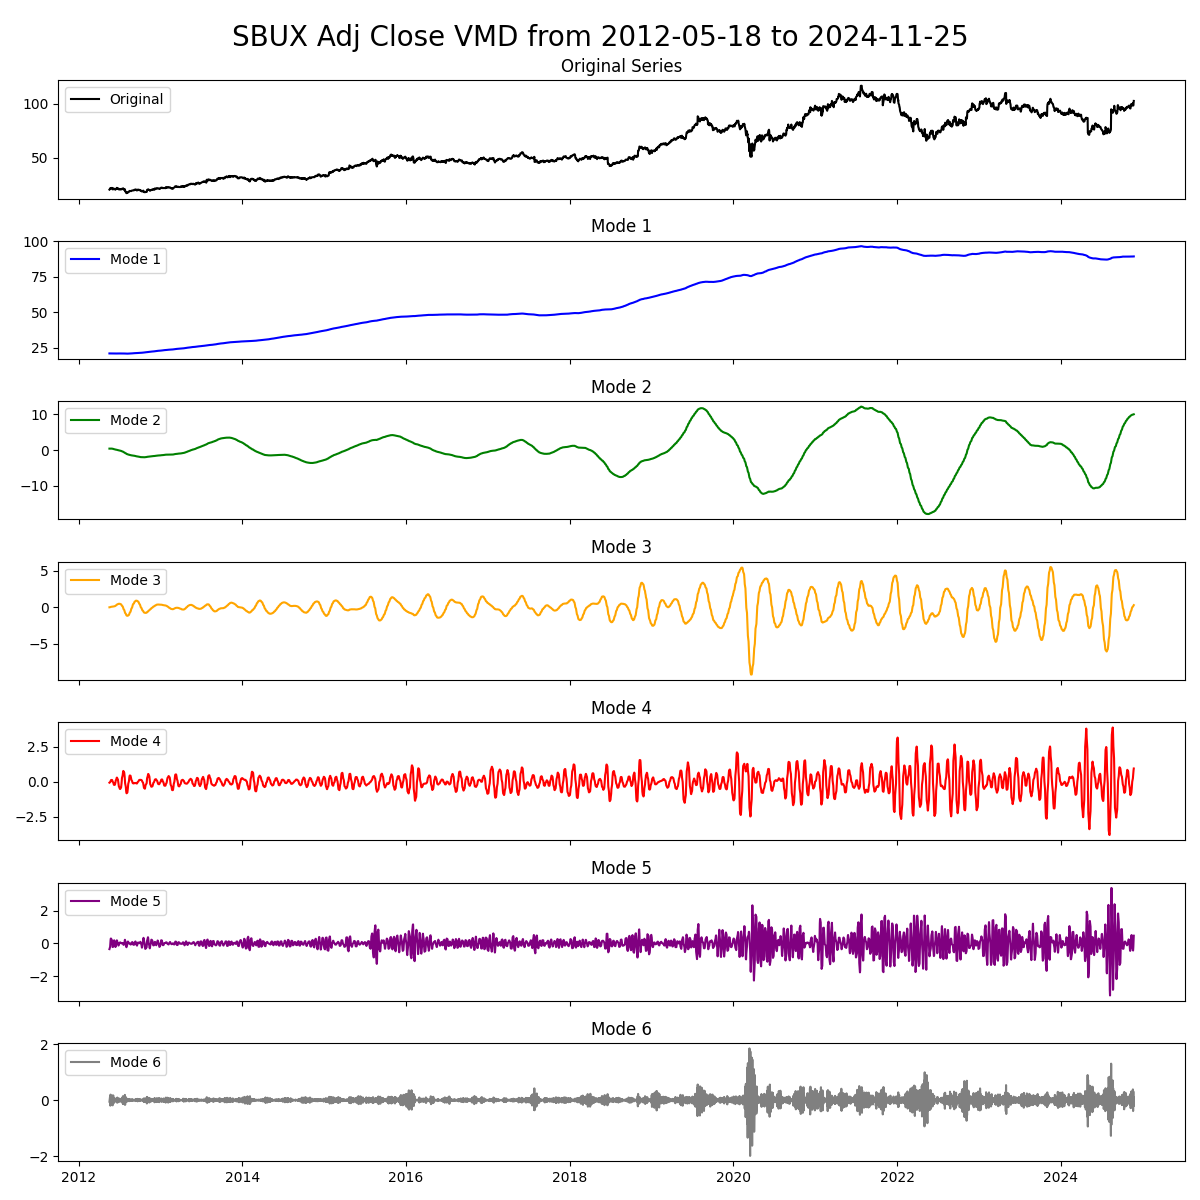 SBUX Adj Close VMD from 2012-05-18 to 2024-11-25
Original Series
Original
100
50
Mode 1
Mode 1
100
75
50
25
Mode 2
Mode 2
10
0
−10
Mode 3
Mode 3
5
0
−5
Mode 4
Mode 4
2.5
0.0
−2.5
Mode 5
Mode 5
2
0
−2
Mode 6
Mode 6
2
0
−2
2012 2014 2016 2018 2020 2022 2024